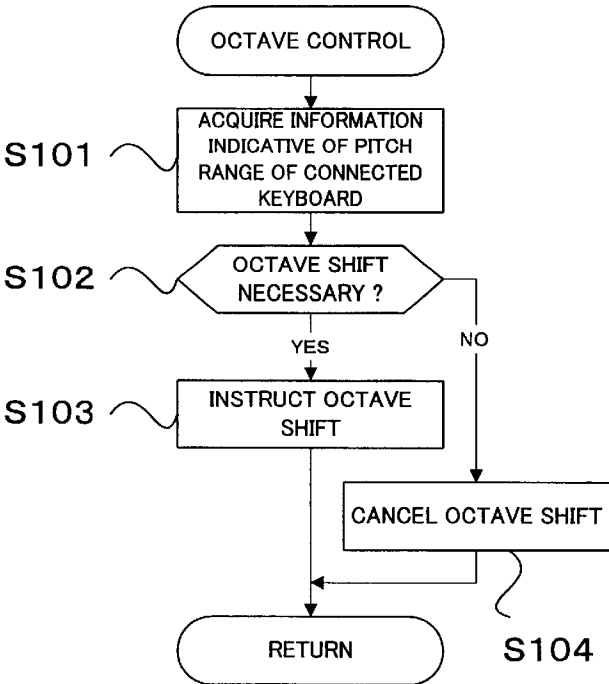 OCTAVE CONTROL
S101
ACQUIRE INFORMATION
INDICATIVE OF PITCH
RANGE OF CONNECTED
KEYBOARD
S102
OCTAVE SHIFT
NECESSARY ?
YES
NO
S103
INSTRUCT OCTAVE
SHIFT
CANCEL OCTAVE SHIFT
S104
RETURN